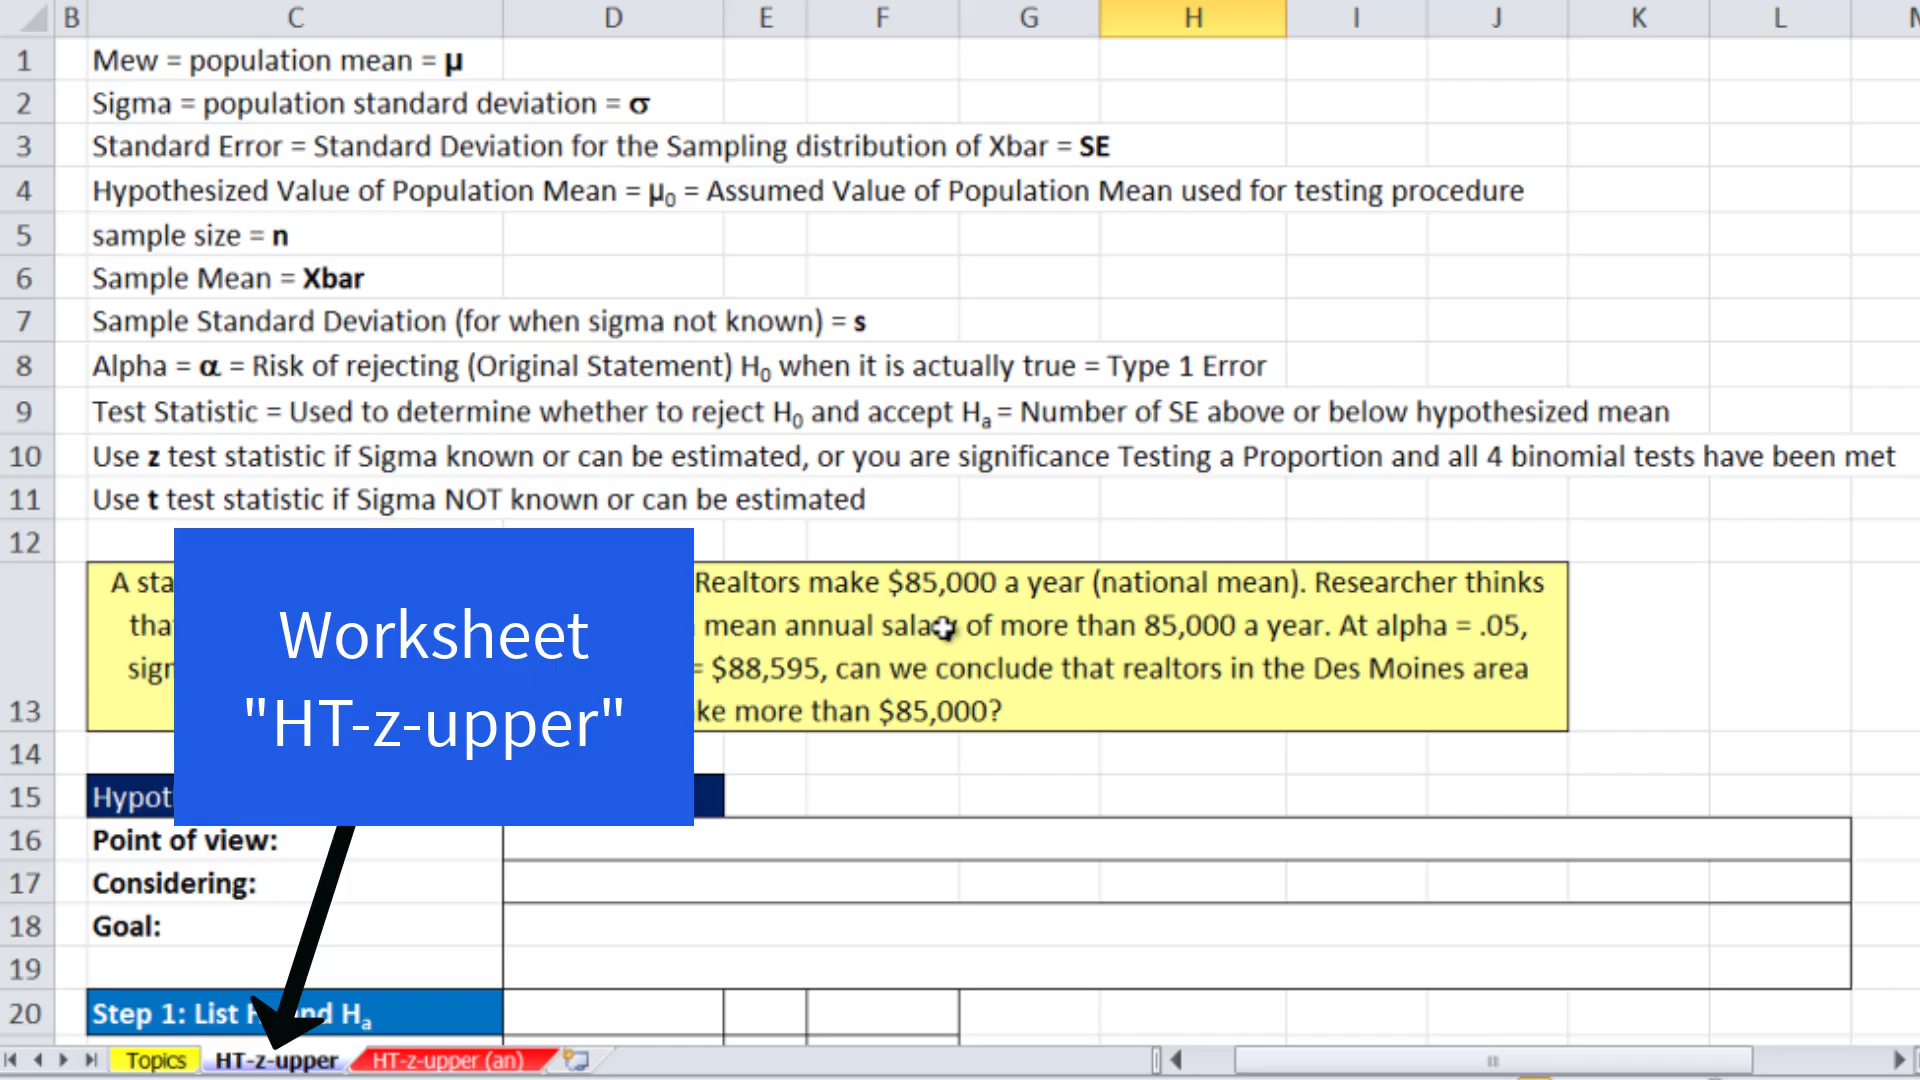 B C D E F G H I J K L
1 Mew = population mean = µ
2 Sigma = population standard deviation = σ
3 Standard Error = Standard Deviation for the Sampling distribution of Xbar = SE
4 Hypothesized Value of Population Mean = µ0 = Assumed Value of Population Mean used for testing procedure
5 sample size = n
6 Sample Mean = Xbar
7 Sample Standard Deviation (for when sigma not known) = s
8 Alpha = α = Risk of rejecting (Original Statement) H0 when it is actually true = Type 1 Error
9 Test Statistic = Used to determine whether to reject H0 and accept Ha = Number of SE above or below hypothesized mean
10 Use z test statistic if Sigma known or can be estimated, or you are significance Testing a Proportion and all 4 binomial tests have been met
11 Use t test statistic if Sigma NOT known or can be estimated
12
A Realtors make $85,000 a year (national mean). Researcher thinks
mean annual salary of more than 85,000 a year. At alpha = .05,
= $88,595, can we conclude that realtors in the Des Moines area
13 more than $85,000?
Worksheet
"HT-z-upper"
14
15
16 Point of view:
17 Considering:
18 Goal:
19
20 Step 1: List and Ha
Topics HT-z-upper HT-z-upper (an)